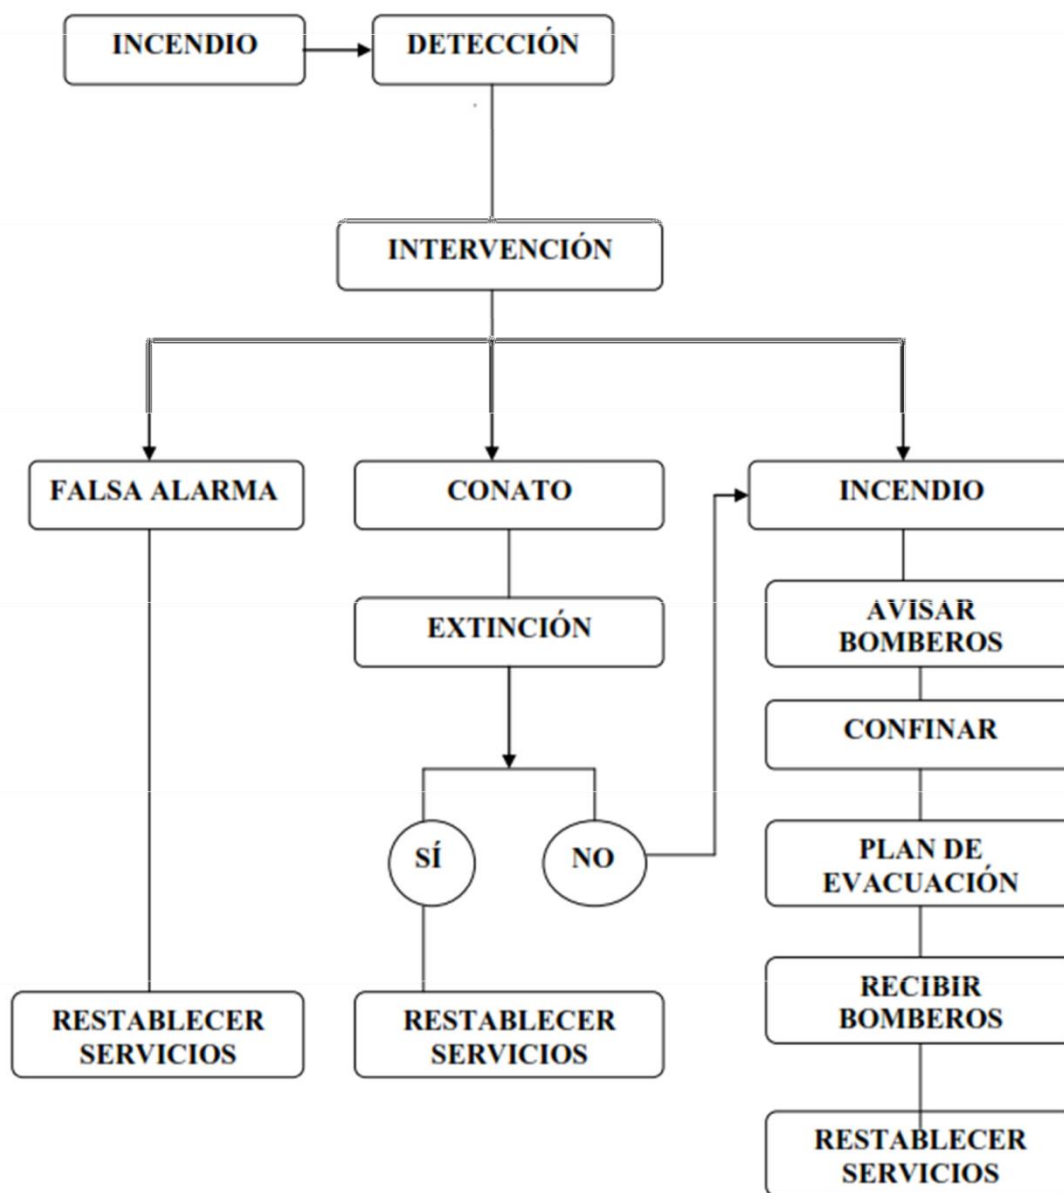 INCENDIO
DETECCIÓN
INTERVENCIÓN
FALSA ALARMA
CONATO
INCENDIO
EXTINCIÓN
AVISAR
BOMBEROS
CONFINAR
SÍ
NO
PLAN DE
EVACUACIÓN
RECIBIR
BOMBEROS
RESTABLECER
SERVICIOS
RESTABLECER
SERVICIOS
RESTABLECER
SERVICIOS